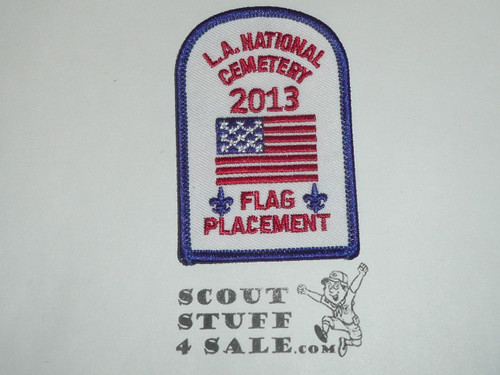 L.A. NATIONAL
CEMETERY
2013
FLAG
PLACEMENT
SCOUT
STUFF
4 SALE.COM